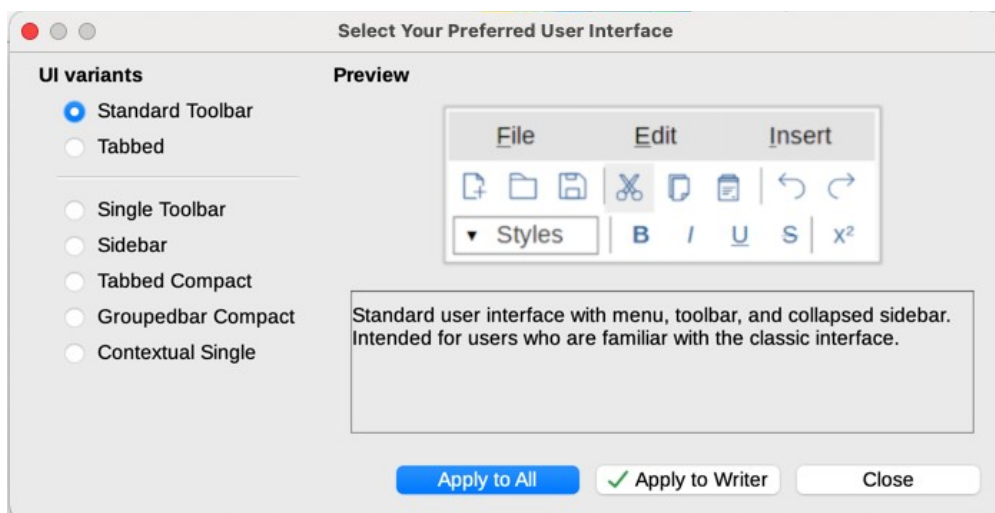 Select Your Preferred User Interface
UI variants
Standard Toolbar
Tabbed
Single Toolbar
Sidebar
Tabbed Compact
Groupedbar Compact
Contextual Single
Preview
File Edit Insert
Styles B I U S x²
Standard user interface with menu, toolbar, and collapsed sidebar.
Intended for users who are familiar with the classic interface.
Apply to All Apply to Writer Close